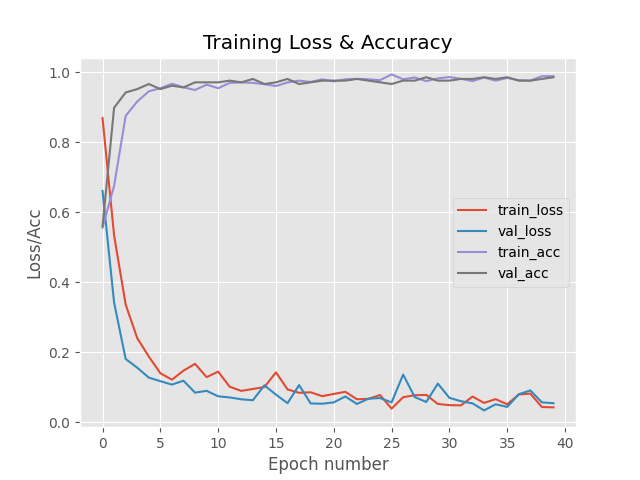 Training Loss & Accuracy
1.0
0.8
0.6
0.4
0.2
0.0
Loss/Acc
train_loss
val_loss
train_acc
val_acc
0 5 10 15 20 25 30 35 40
Epoch number